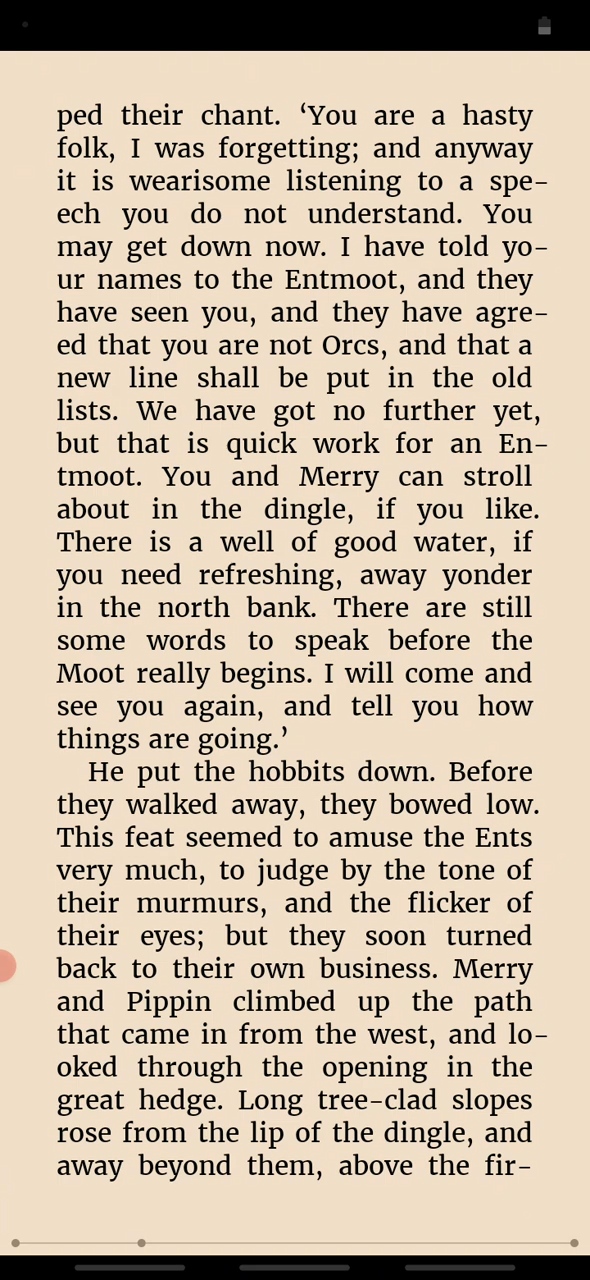 ped their chant. ‘You are a hasty
folk, I was forgetting; and anyway
it is wearisome listening to a spe-
ech you do not understand. You
may get down now. I have told yo-
ur names to the Entmoot, and they
have seen you, and they have agre-
ed that you are not Orcs, and that a
new line shall be put in the old
lists. We have got no further yet,
but that is quick work for an En-
tmoot. You and Merry can stroll
about in the dingle, if you like.
There is a well of good water, if
you need refreshing, away yonder
in the north bank. There are still
some words to speak before the
Moot really begins. I will come and
see you again, and tell you how
things are going.’
He put the hobbits down. Before
they walked away, they bowed low.
This feat seemed to amuse the Ents
very much, to judge by the tone of
their murmurs, and the flicker of
their eyes; but they soon turned
back to their own business. Merry
and Pippin climbed up the path
that came in from the west, and lo-
oked through the opening in the
great hedge. Long tree-clad slopes
rose from the lip of the dingle, and
away beyond them, above the fir-